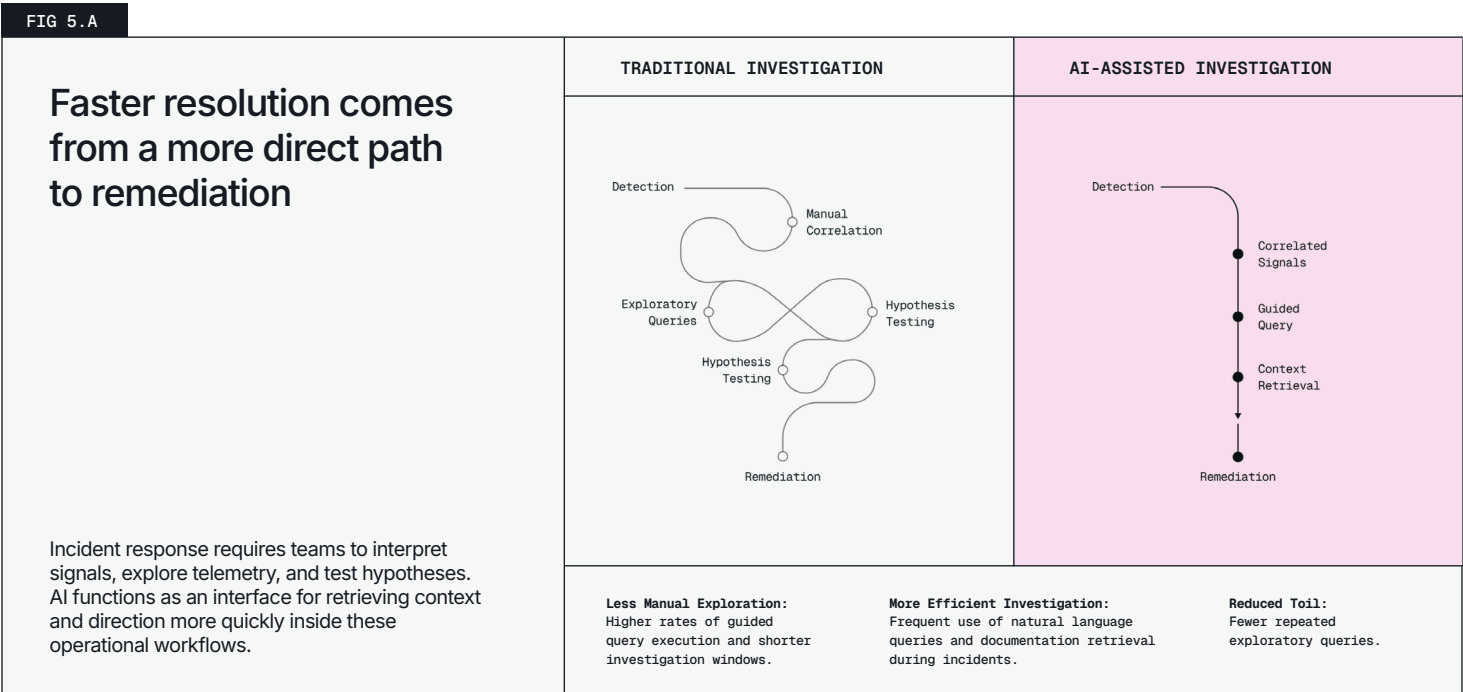 FIG 5.A
Faster resolution comes
from a more direct path
to remediation
Incident response requires teams to interpret
signals, explore telemetry, and test hypotheses.
AI functions as an interface for retrieving context
and direction more quickly inside these
operational workflows.
TRADITIONAL INVESTIGATION
Detection
Manual
Correlation
Exploratory
Queries
Hypothesis
Testing
Hypothesis
Testing
Remediation
AI-ASSISTED INVESTIGATION
Detection
Correlated
Signals
Guided
Query
Context
Retrieval
Remediation
Less Manual Exploration:
Higher rates of guided
query execution and shorter
investigation windows.
More Efficient Investigation:
Frequent use of natural language
queries and documentation retrieval
during incidents.
Reduced Toil:
Fewer repeated
exploratory queries.